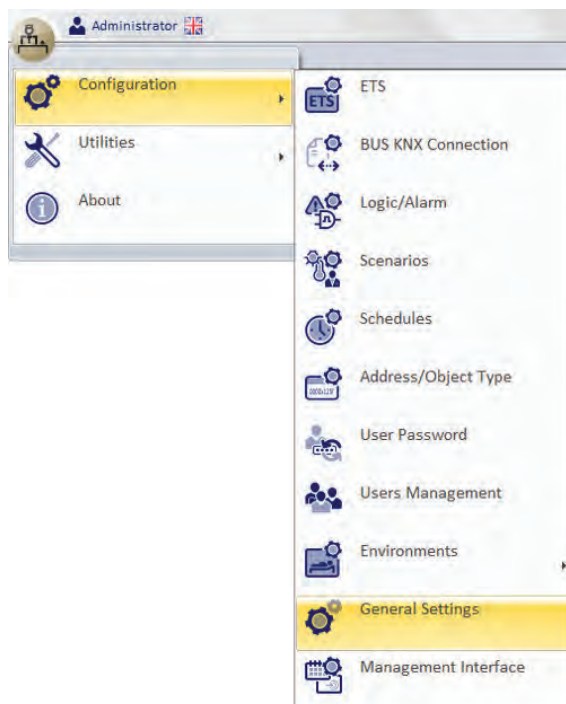 Administrator
Configuration
Utilities
About
ETS
ETS
BUS KNX Connection
Logic/Alarm
Scenarios
Schedules
Address/Object Type
User Password
Users Management
Environments
General Settings
Management Interface